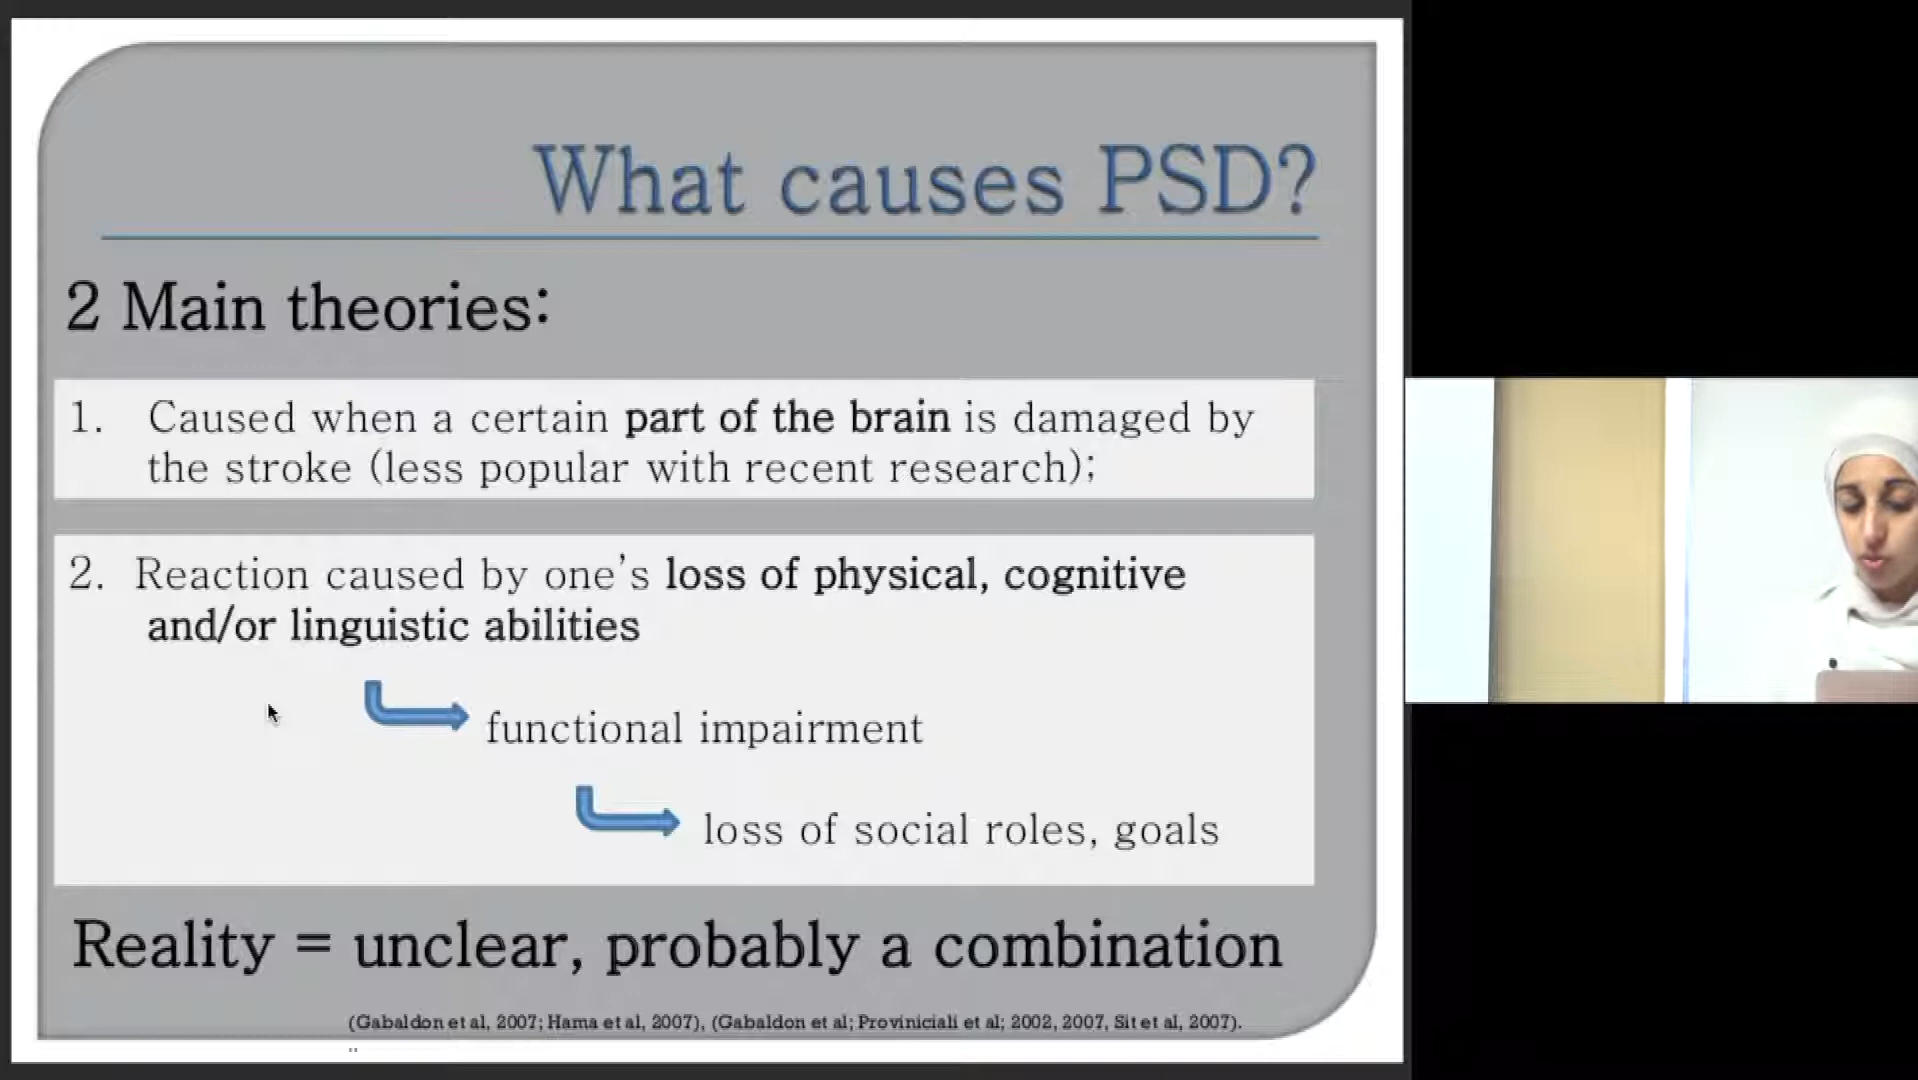 What causes PSD?
2 Main theories:
1. Caused when a certain part of the brain is damaged by
the stroke (less popular with recent research);
2. Reaction caused by one's loss of physical, cognitive
and/or linguistic abilities
functional impairment
loss of social roles, goals
Reality = unclear, probably a combination
(Gabaldon et al, 2007; Hama et al, 2007), (Gabaldon et al; Proviniciali et al; 2002, 2007, Sit et al, 2007).
..